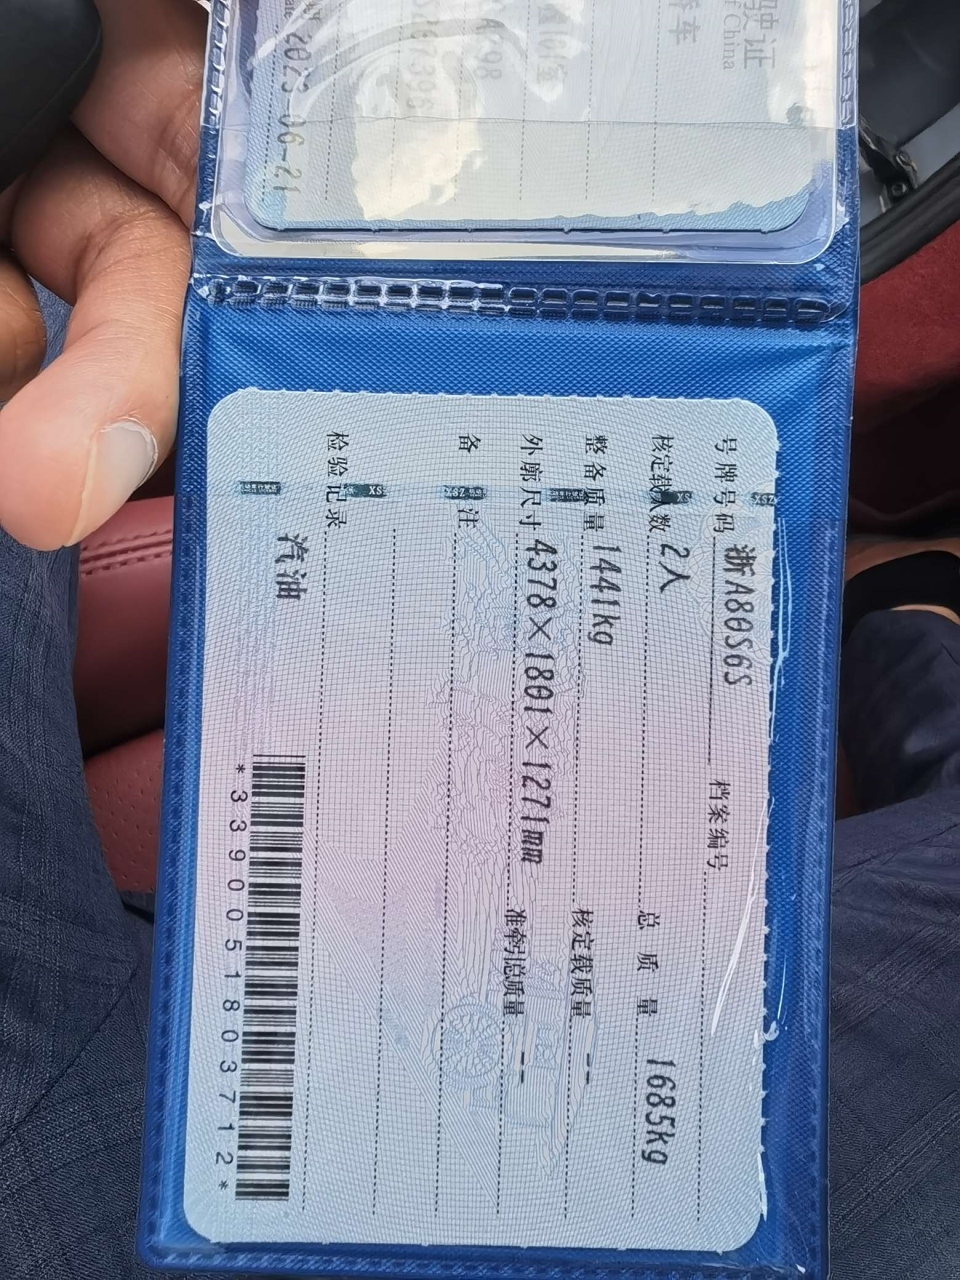 驶证
of China
轿车
2023-06-21
号牌号码 浙A80S6S 档案编号
核定载人数 2人 总质量 1685kg
整备质量 1441kg 核定载质量 --
外廓尺寸 4378×1801×1271mm 准牵引总质量 --
备注
检验记录
汽油
*3390051803712*